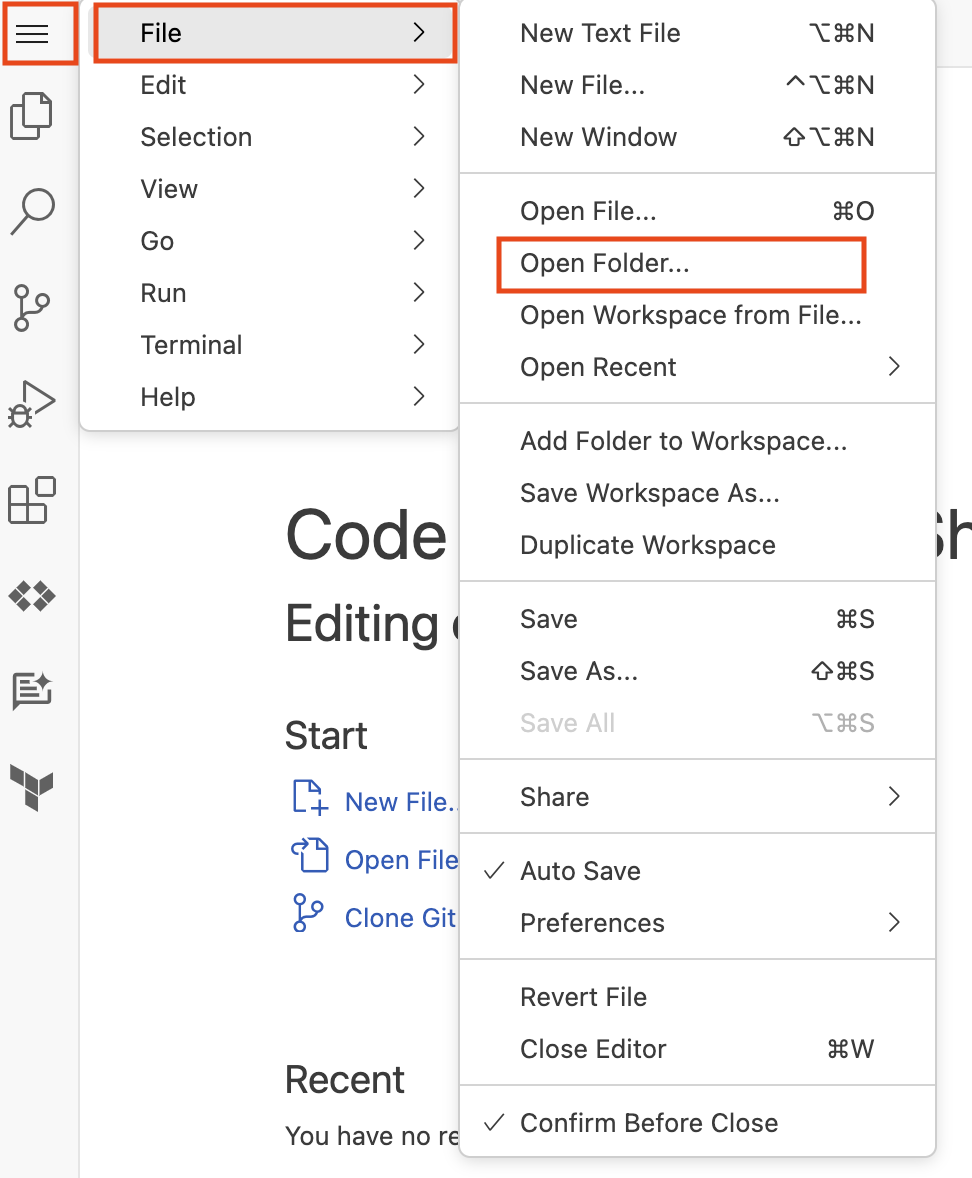 File
Edit
Selection
View
Go
Run
Terminal
Help
New Text File ⌥⌘N
New File... ^⌥⌘N
New Window ⇧⌥⌘N
Open File... ⌘O
Open Folder...
Open Workspace from File...
Open Recent
Add Folder to Workspace...
Save Workspace As...
Duplicate Workspace
Save ⌘S
Save As... ⇧⌘S
Save All ⌥⌘S
Share
Auto Save
Preferences
Revert File
Close Editor ⌘W
Confirm Before Close
Code
Editing
Start
New File..
Open File
Clone Git
Recent
You have no